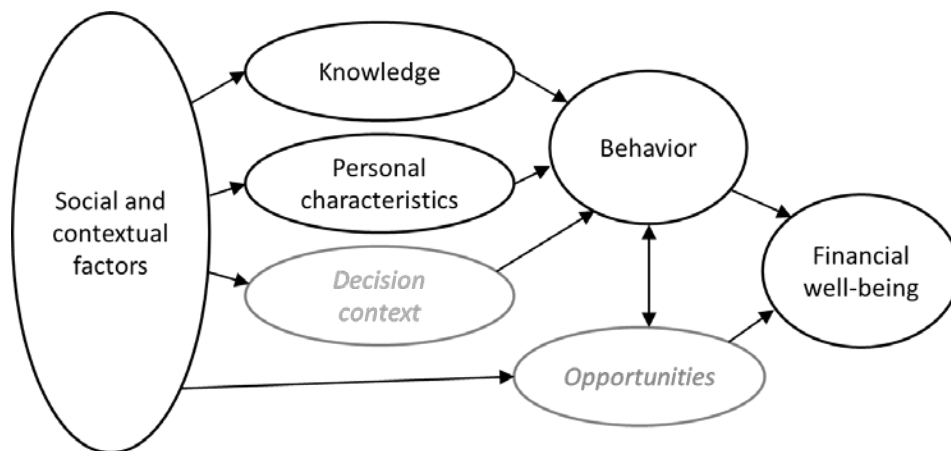 Knowledge
Behavior
Personal
characteristics
Social and
contextual
factors
Financial
well-being
Decision
context
Opportunities